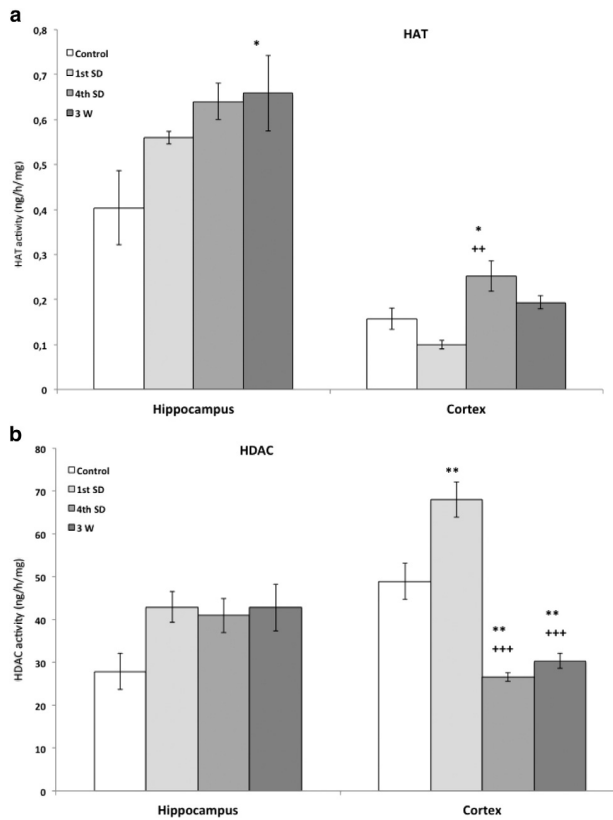 a
HAT
Control
1st SD
4th SD
3 W
HAT activity (ng/h/mg)
0,8
0,7
0,6
0,5
0,4
0,3
0,2
0,1
0
*
*
++
Hippocampus
Cortex
b
HDAC
Control
1st SD
4th SD
3 W
HDAC activity (ng/h/mg)
80
70
60
50
40
30
20
10
0
**
**
+++
**
+++
Hippocampus
Cortex